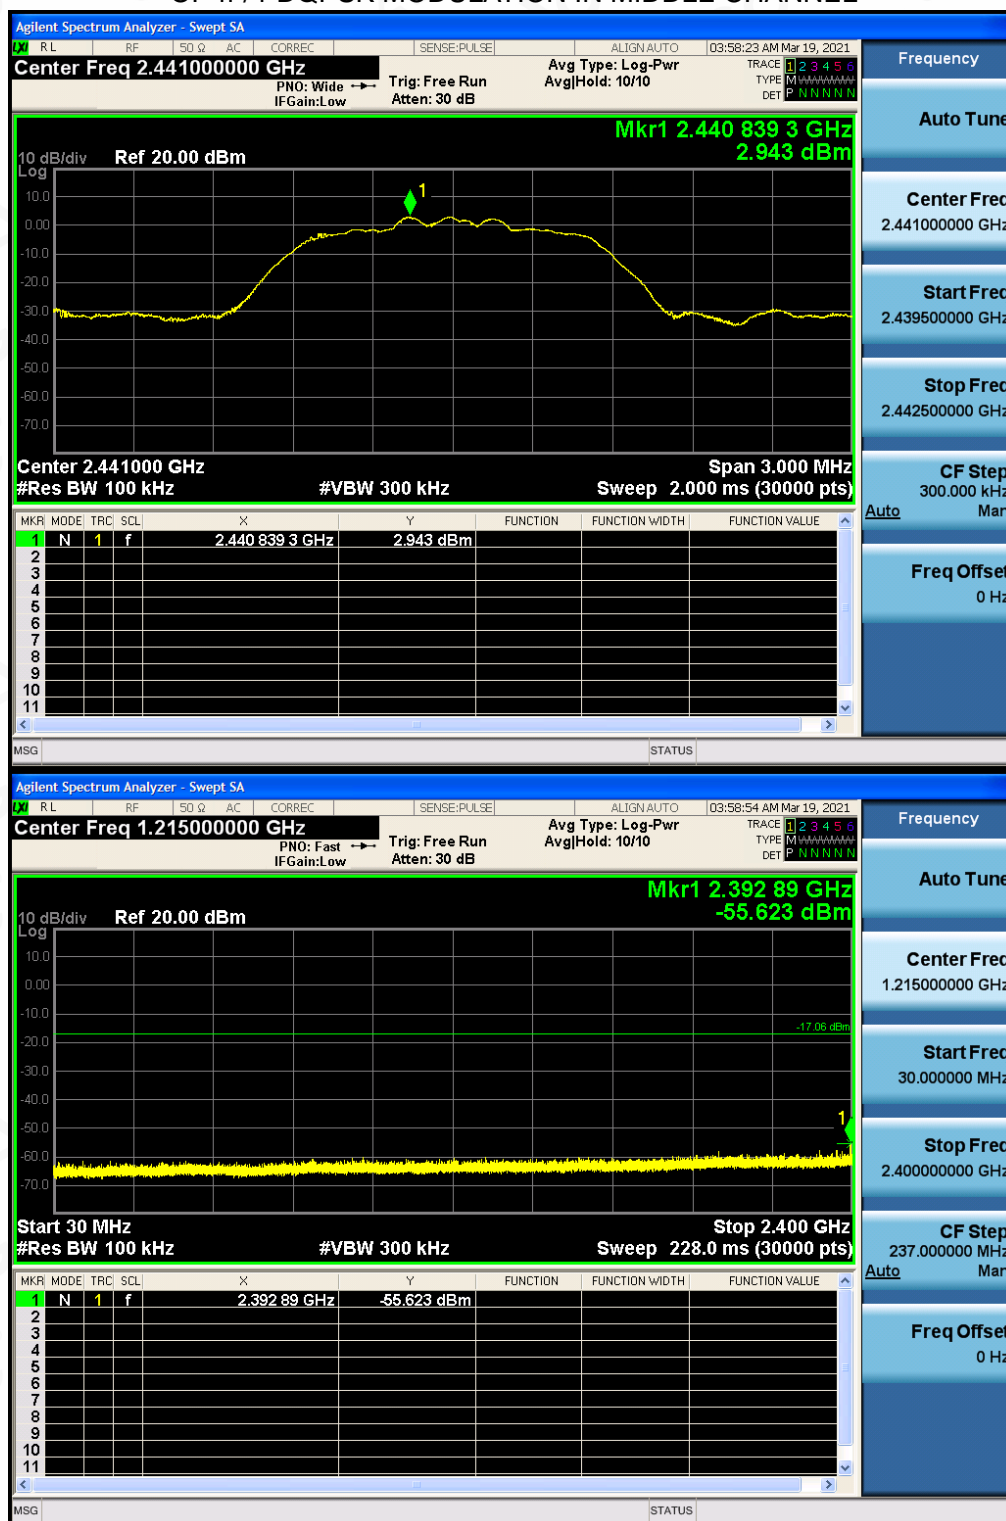 MODULATION IN MIDDLE CHANNEL
Agilent Spectrum Analyzer - Swept SA
LXI RL RF 50 Ω AC CORREC SENSE:PULSE ALIGN AUTO 03:58:23 AM Mar 19, 2021
Center Freq 2.441000000 GHz
PNO: Wide
IFGain:Low
Trig: Free Run
Atten: 30 dB
Avg Type: Log-Pwr
Avg|Hold: 10/10
TRACE 1 2 3 4 5 6
TYPE M
DET P N N N N N
Mkr1 2.440 839 3 GHz
2.943 dBm
10 dB/div Ref 20.00 dBm
Log
10.0
0.00
-10.0
-20.0
-30.0
-40.0
-50.0
-60.0
-70.0
1
Center 2.441000 GHz Span 3.000 MHz
#Res BW 100 kHz #VBW 300 kHz Sweep 2.000 ms (30000 pts)
MKR MODE TRC SCL X Y FUNCTION FUNCTION WIDTH FUNCTION VALUE
1 N 1 f 2.440 839 3 GHz 2.943 dBm
2
3
4
5
6
7
8
9
10
11
MSG STATUS
Frequency
Auto Tune
Center Freq
2.441000000 GHz
Start Freq
2.439500000 GHz
Stop Freq
2.442500000 GHz
CF Step
300.000 kHz
Auto Man
Freq Offset
0 Hz
Agilent Spectrum Analyzer - Swept SA
LXI RL RF 50 Ω AC CORREC SENSE:PULSE ALIGN AUTO 03:58:54 AM Mar 19, 2021
Center Freq 1.215000000 GHz
PNO: Fast
IFGain:Low
Trig: Free Run
Atten: 30 dB
Avg Type: Log-Pwr
Avg|Hold: 10/10
TRACE 1 2 3 4 5 6
TYPE M
DET P N N N N N
Mkr1 2.392 89 GHz
-55.623 dBm
10 dB/div Ref 20.00 dBm
Log
10.0
0.00
-10.0
-20.0
-30.0
-40.0
-50.0
-60.0
-70.0
-17.06 dBm
1
Start 30 MHz Stop 2.400 GHz
#Res BW 100 kHz #VBW 300 kHz Sweep 228.0 ms (30000 pts)
MKR MODE TRC SCL X Y FUNCTION FUNCTION WIDTH FUNCTION VALUE
1 N 1 f 2.392 89 GHz -55.623 dBm
2
3
4
5
6
7
8
9
10
11
MSG STATUS
Frequency
Auto Tune
Center Freq
1.215000000 GHz
Start Freq
30.000000 MHz
Stop Freq
2.400000000 GHz
CF Step
237.000000 MHz
Auto Man
Freq Offset
0 Hz